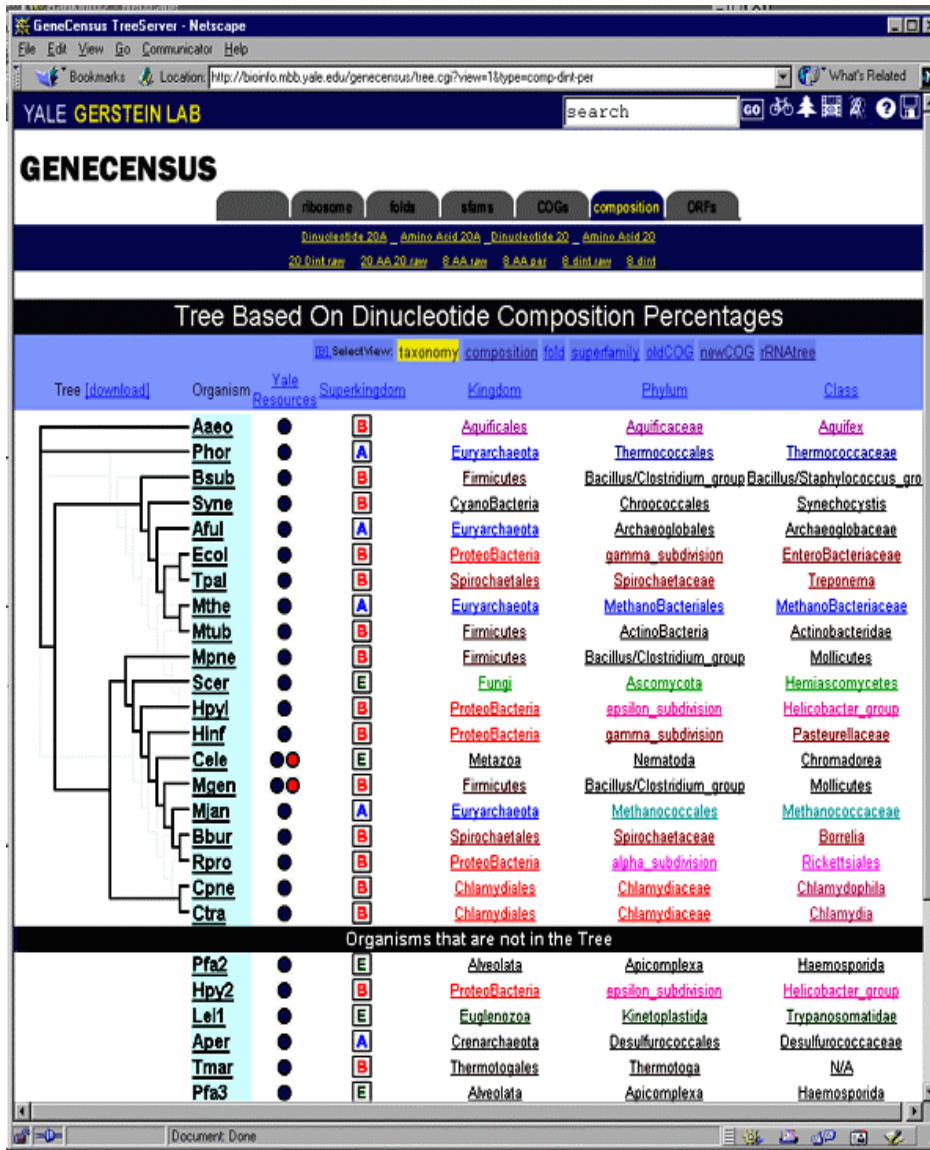 GeneCensus TreeServer - Netscape
File Edit View Go Communicator Help
Bookmarks Location: http://bioinfo.mbb.yale.edu/genecensus/tree.cgi?view=1&type=comp-dint-per What's Related
YALE GERSTEIN LAB search GO
GENECENSUS
ribosome folds sfams COGs composition ORFs
Dinucleotide 20A _ Amino Acid 20A _ Dinucleotide 20 _ Amino Acid 20
20 Dint.raw 20 AA 20 raw 8 AA raw 8 AA par 8 dint.raw 8 dint
Tree Based On Dinucleotide Composition Percentages
SelectView: taxonomy composition fold superfamily oldCOG newCOG rRNAtree
Tree [download] Organism Yale Resources Superkingdom Kingdom Phylum Class
Aaeo B Aquificales Aquificaceae Aquifex
Phor A Euryarchaeota Thermococcales Thermococcaceae
Bsub B Firmicutes Bacillus/Clostridium_group Bacillus/Staphylococcus_gro
Syne B CyanoBacteria Chroococcales Synechocystis
Aful A Euryarchaeota Archaeoglobales Archaeoglobaceae
Ecol B ProteoBacteria gamma_subdivision EnteroBacteriaceae
Tpal B Spirochaetales Spirochaetaceae Treponema
Mthe A Euryarchaeota MethanoBacteriales MethanoBacteriaceae
Mtub B Firmicutes ActinoBacteria Actinobacteridae
Mpne B Firmicutes Bacillus/Clostridium_group Mollicutes
Scer E Fungi Ascomycota Hemiascomycetes
Hpyl B ProteoBacteria epsilon_subdivision Helicobacter_group
Hinf B ProteoBacteria gamma_subdivision Pasteurellaceae
Cele E Metazoa Nematoda Chromadorea
Mgen B Firmicutes Bacillus/Clostridium_group Mollicutes
Mjan A Euryarchaeota Methanococcales Methanococcaceae
Bbur B Spirochaetales Spirochaetaceae Borrelia
Rpro B ProteoBacteria alpha_subdivision Rickettsiales
Cpne B Chlamydiales Chlamydiaceae Chlamydophila
Ctra B Chlamydiales Chlamydiaceae Chlamydia
Organisms that are not in the Tree
Pfa2 E Alveolata Apicomplexa Haemosporida
Hpy2 B ProteoBacteria epsilon_subdivision Helicobacter_group
Lel1 E Euglenozoa Kinetoplastida Trypanosomatidae
Aper A Crenarchaeota Desulfurococcales Desulfurococcaceae
Tmar B Thermotogales Thermotoga N/A
Pfa3 E Alveolata Apicomplexa Haemosporida
Document: Done